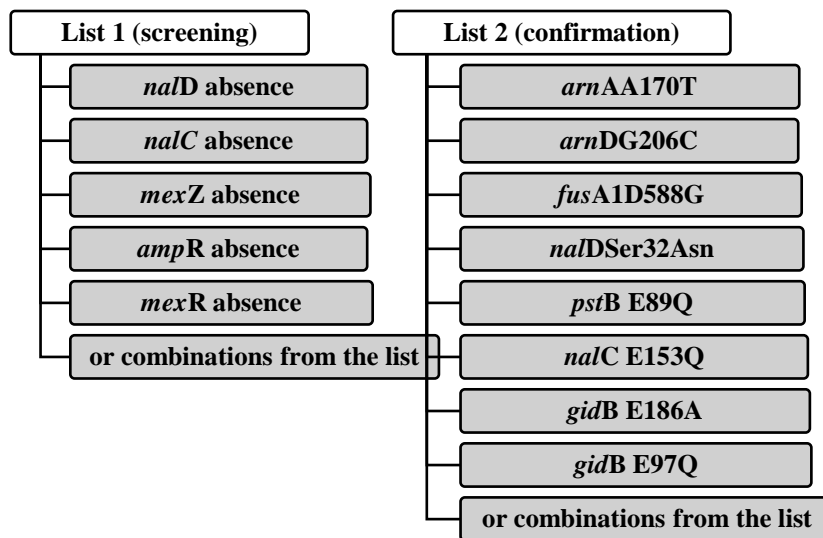 List 1 (screening)
nalD absence
nalC absence
mexZ absence
ampR absence
mexR absence
or combinations from the list
List 2 (confirmation)
arnAA170T
arnDG206C
fusA1D588G
nalDSer32Asn
pstB E89Q
nalC E153Q
gidB E186A
gidB E97Q
or combinations from the list